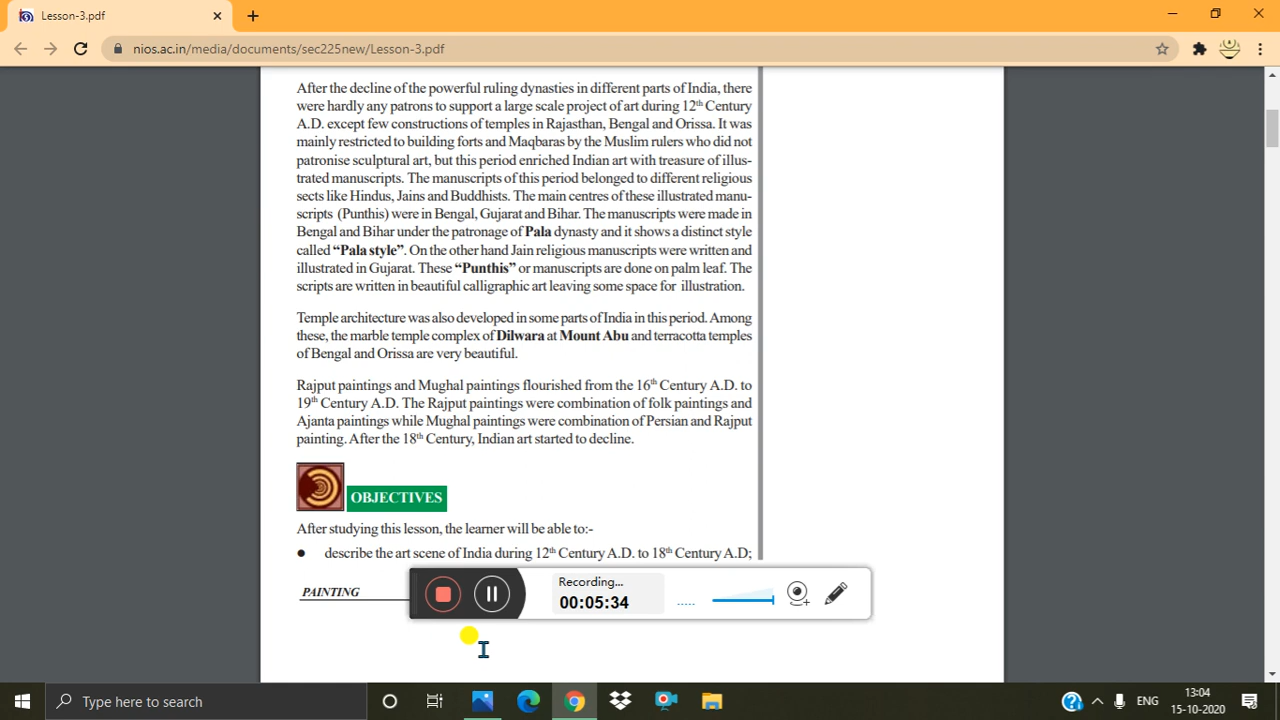 Lesson-3.pdf
nios.ac.in/media/documents/sec225new/Lesson-3.pdf
After the decline of the powerful ruling dynasties in different parts of India, there
were hardly any patrons to support a large scale project of art during 12th Century
A.D. except few constructions of temples in Rajasthan, Bengal and Orissa. It was
mainly restricted to building forts and Maqbaras by the Muslim rulers who did not
patronise sculptural art, but this period enriched Indian art with treasure of illus-
trated manuscripts. The manuscripts of this period belonged to different religious
sects like Hindus, Jains and Buddhists. The main centres of these illustrated manu-
scripts (Punthis) were in Bengal, Gujarat and Bihar. The manuscripts were made in
Bengal and Bihar under the patronage of Pala dynasty and it shows a distinct style
called “Pala style”. On the other hand Jain religious manuscripts were written and
illustrated in Gujarat. These “Punthis” or manuscripts are done on palm leaf. The
scripts are written in beautiful calligraphic art leaving some space for illustration.
Temple architecture was also developed in some parts of India in this period. Among
these, the marble temple complex of Dilwara at Mount Abu and terracotta temples
of Bengal and Orissa are very beautiful.
Rajput paintings and Mughal paintings flourished from the 16th Century A.D. to
19th Century A.D. The Rajput paintings were combination of folk paintings and
Ajanta paintings while Mughal paintings were combination of Persian and Rajput
painting. After the 18th Century, Indian art started to decline.
OBJECTIVES
After studying this lesson, the learner will be able to:-
● describe the art scene of India during 12th Century A.D. to 18th Century A.D;
PAINTING
Recording...
00:05:34
Type here to search
ENG
13:04
15-10-2020